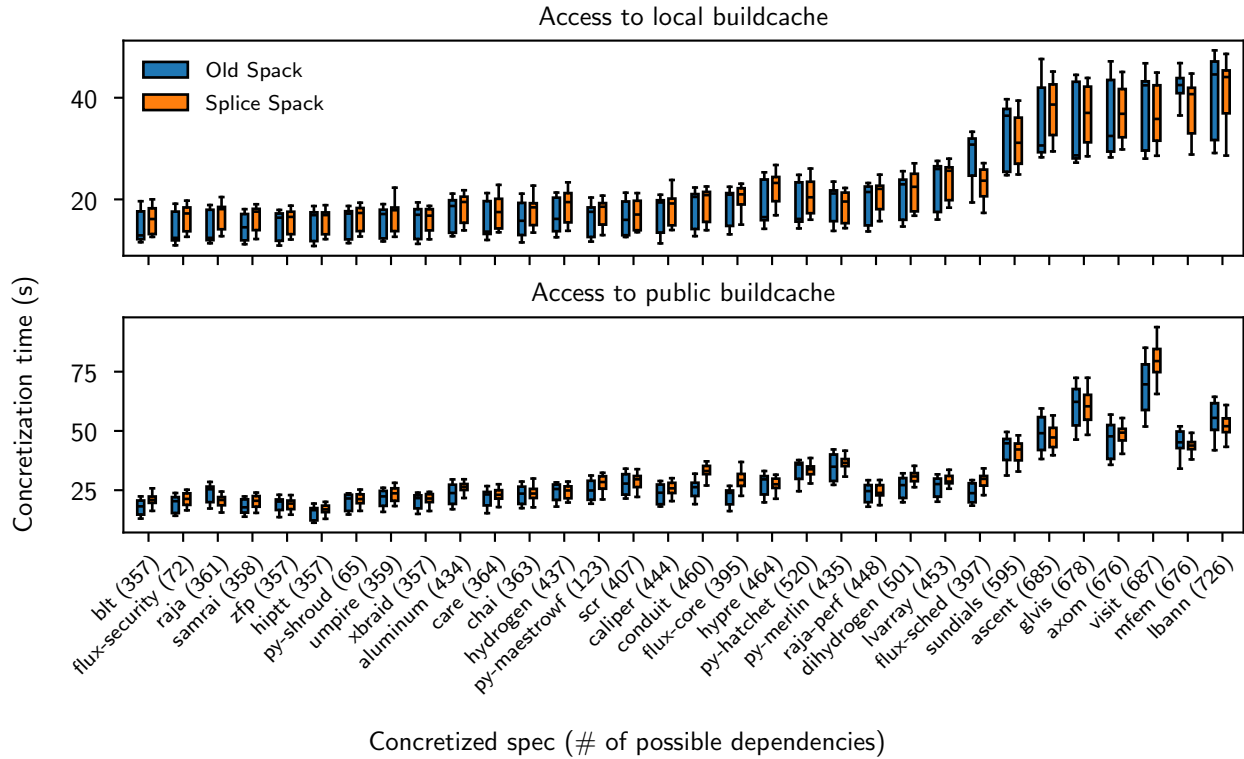 Access to local buildcache
Old Spack
Splice Spack
40
20
Access to public buildcache
Concretization time (s)
75
50
25
blt (357)
flux-security (72)
raja (361)
samrai (358)
zfp (357)
hiptt (357)
py-shroud (65)
umpire (359)
xbraid (357)
aluminum (434)
care (364)
chai (363)
hydrogen (437)
py-maestrowf (123)
scr (407)
caliper (444)
conduit (460)
flux-core (395)
hypre (464)
py-hatchet (520)
py-merlin (435)
raja-perf (448)
dihydrogen (501)
lvarray (453)
flux-sched (397)
sundials (595)
ascent (685)
glvis (678)
axom (676)
visit (687)
mfem (676)
lbann (726)
Concretized spec (# of possible dependencies)